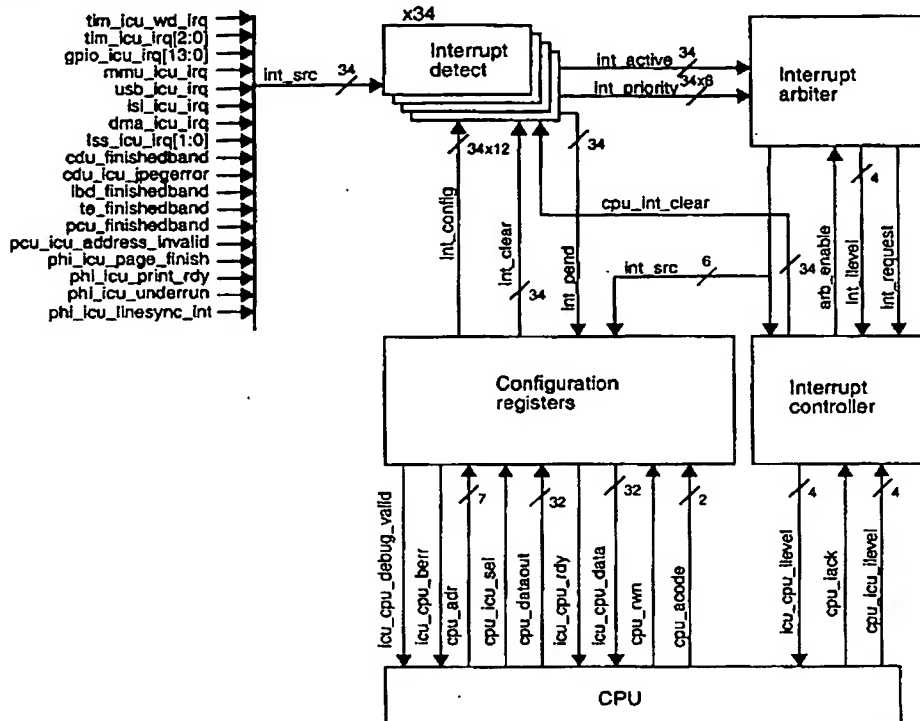 tim_icu_wd_irq
tim_icu_irq[2:0]
gpio_icu_irq[13:0]
mmu_icu_irq
usb_icu_irq
isi_icu_irq
dma_icu_irq
lss_icu_irq[1:0]
cdu_finishedband
cdu_icu_jpegerror
lbd_finishedband
te_finishedband
pcu_finishedband
pcu_icu_address_invalid
phi_icu_page_finish
phi_icu_print_rdy
phi_icu_underrun
phi_icu_linesync_int
int_src
34
x34
Interrupt
detect
int_active
34
int_priority
34x6
Interrupt
arbiter
34x12
34
int_config
int_clear
34
int_pend
cpu_int_clear
34
int_src
6
arb_enable
4
int_ilevel
int_request
Configuration
registers
Interrupt
controller
icu_cpu_debug_valid
icu_cpu_berr
cpu_adr
7
cpu_icu_sel
cpu_dataout
32
icu_cpu_rdy
icu_cpu_data
32
cpu_rwn
cpu_acode
2
icu_cpu_ilevel
4
cpu_iack
cpu_icu_ilevel
4
CPU